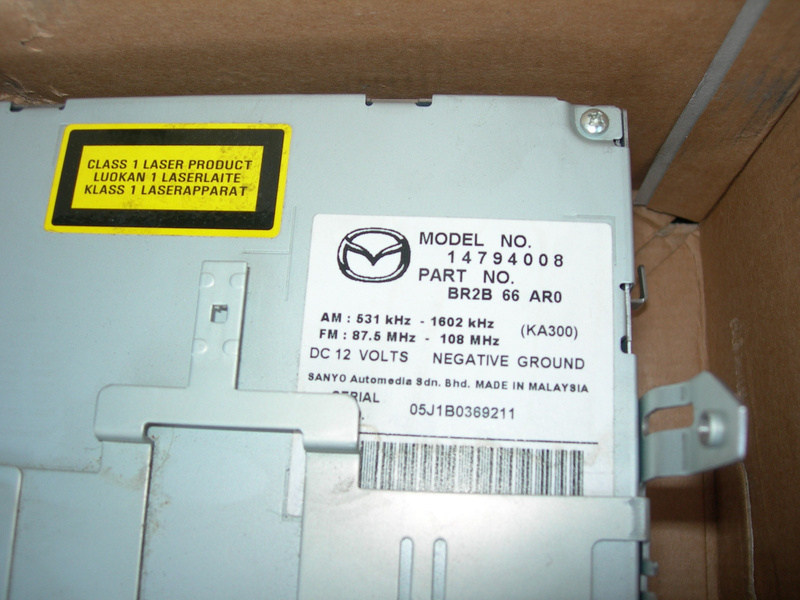 CLASS 1 LASER PRODUCT
LUOKAN 1 LASERLAITE
KLASS 1 LASERAPPARAT
MODEL NO.
14794008
PART NO.
BR2B 66 AR0
AM : 531 kHz - 1602 kHz (KA300)
FM : 87.5 MHz - 108 MHz
DC 12 VOLTS NEGATIVE GROUND
SANYO Automedia Sdn. Bhd. MADE IN MALAYSIA
SERIAL
05J1B0369211